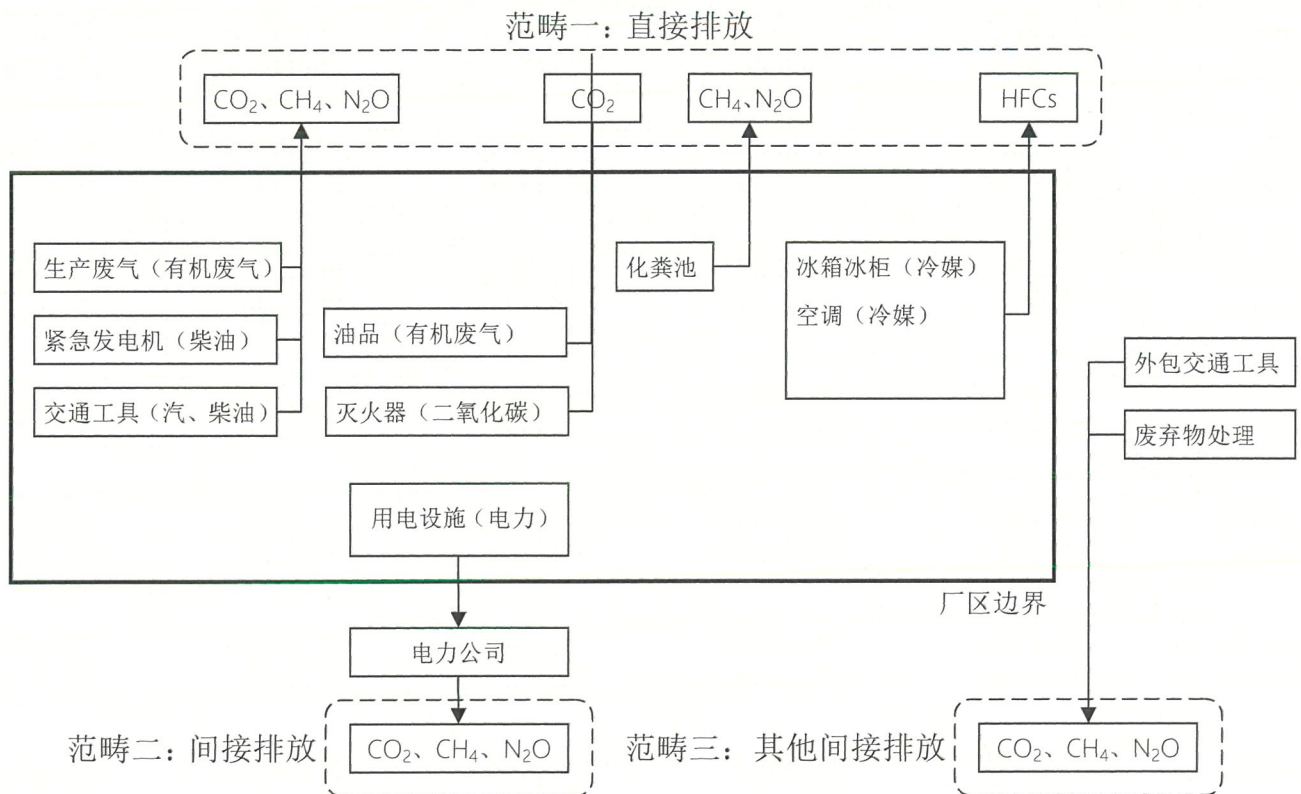 范畴一：直接排放
CO₂、CH₄、N₂O
CO₂
CH₄、N₂O
HFCs
生产废气（有机废气）
紧急发电机（柴油）
交通工具（汽、柴油）
油品（有机废气）
灭火器（二氧化碳）
化粪池
冰箱冰柜（冷媒）
空调（冷媒）
外包交通工具
废弃物处理
用电设施（电力）
厂区边界
电力公司
范畴二：间接排放
CO₂、CH₄、N₂O
范畴三：其他间接排放
CO₂、CH₄、N₂O